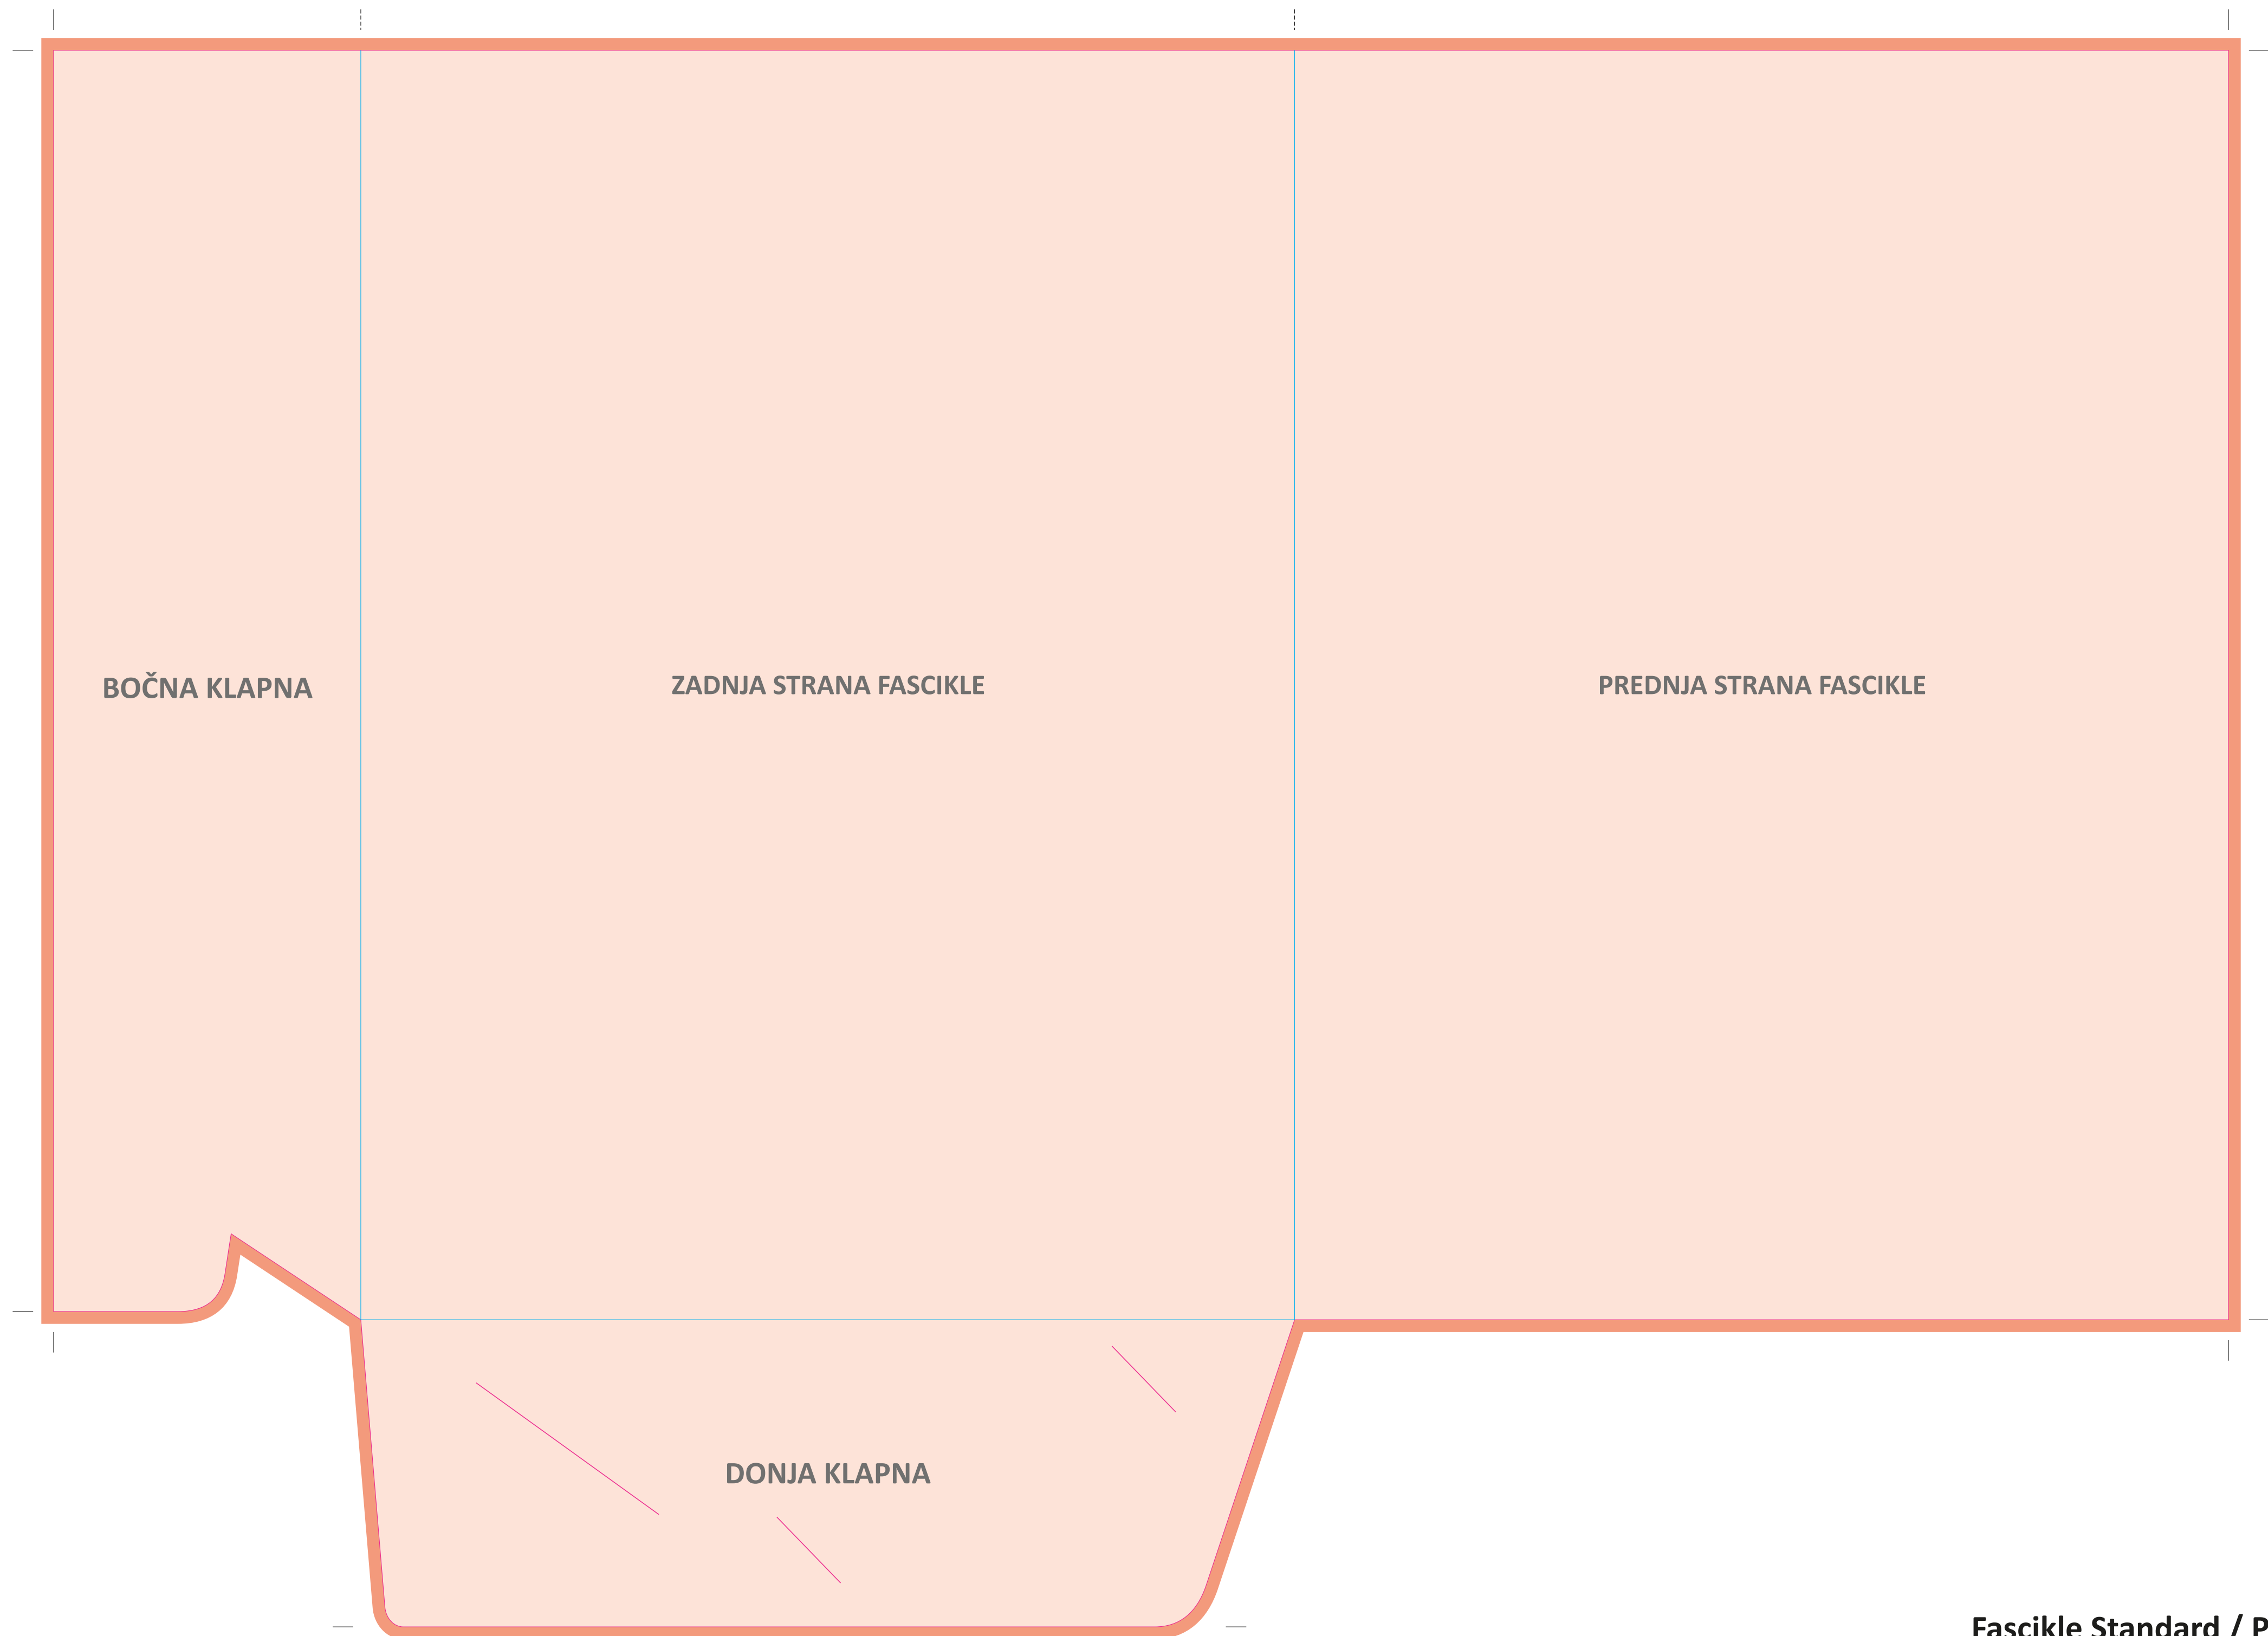 BOČNA KLAPNA
ZADNJA STRANA FASCIKLE
PREDNJA STRANA FASCIKLE
DONJA KLAPNA
Fascikle Standard / P